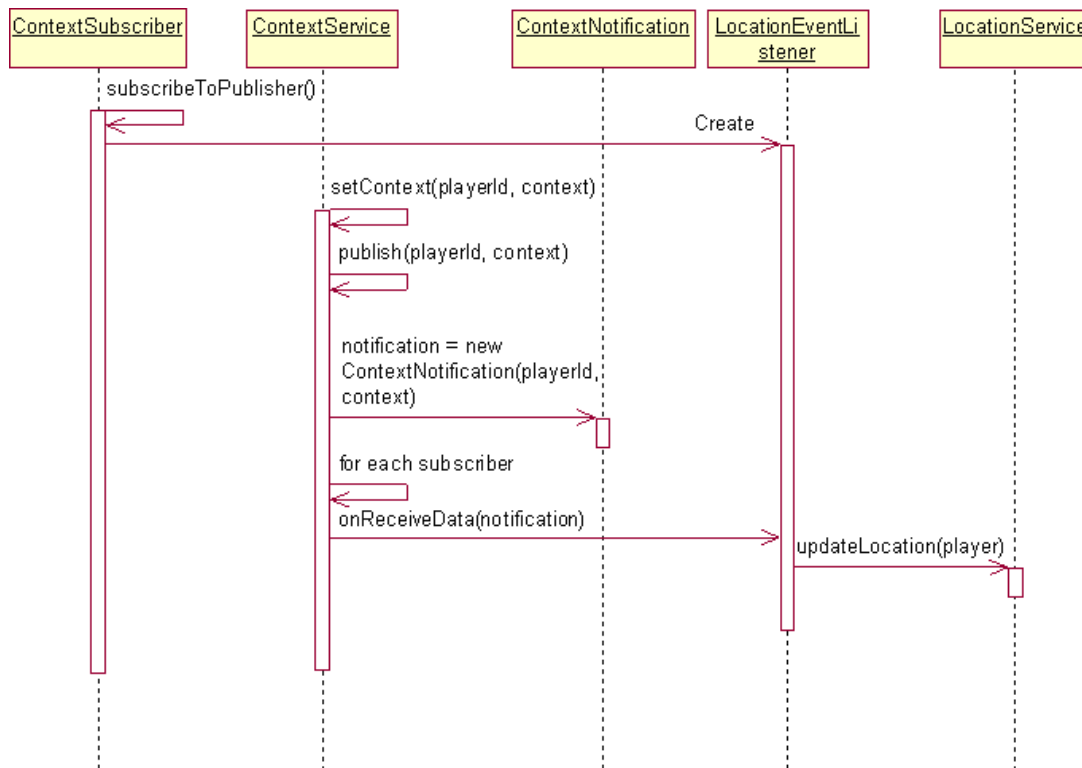 ContextSubscriber
ContextService
ContextNotification
LocationEventLi
stener
LocationService
subscribeToPublisher()
Create
setContext(playerId, context)
publish(playerId, context)
notification = new
ContextNotification(playerId,
context)
for each subscriber
onReceiveData(notification)
updateLocation(player)